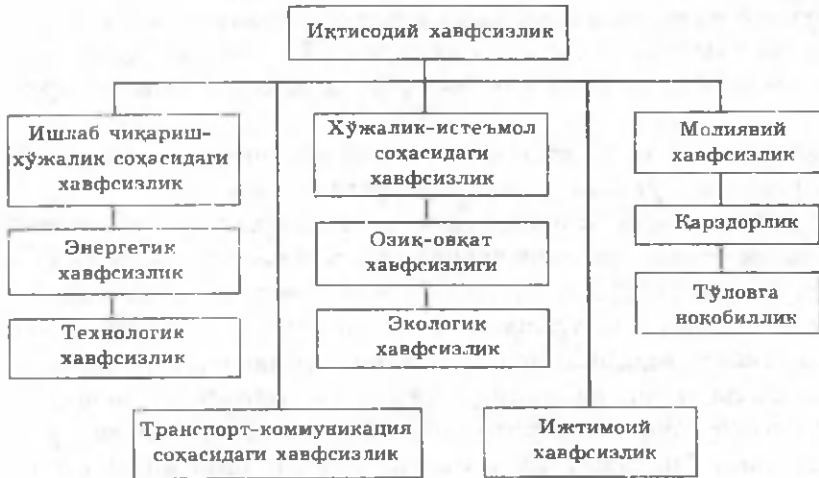 Иқтисодий хавфсизлик
Ишлаб чиқариш-
хўжалик соҳасидаги
хавфсизлик
Хўжалик-истеъмол
соҳасидаги
хавфсизлик
Молиявий
хавфсизлик
Энергетик
хавфсизлик
Озиқ-овқат
хавфсизлиги
Қарздорлик
Технологик
хавфсизлик
Экологик
хавфсизлик
Тўловга
ноқобиллик
Транспорт-коммуникация
соҳасидаги хавфсизлик
Ижтимоий
хавфсизлик